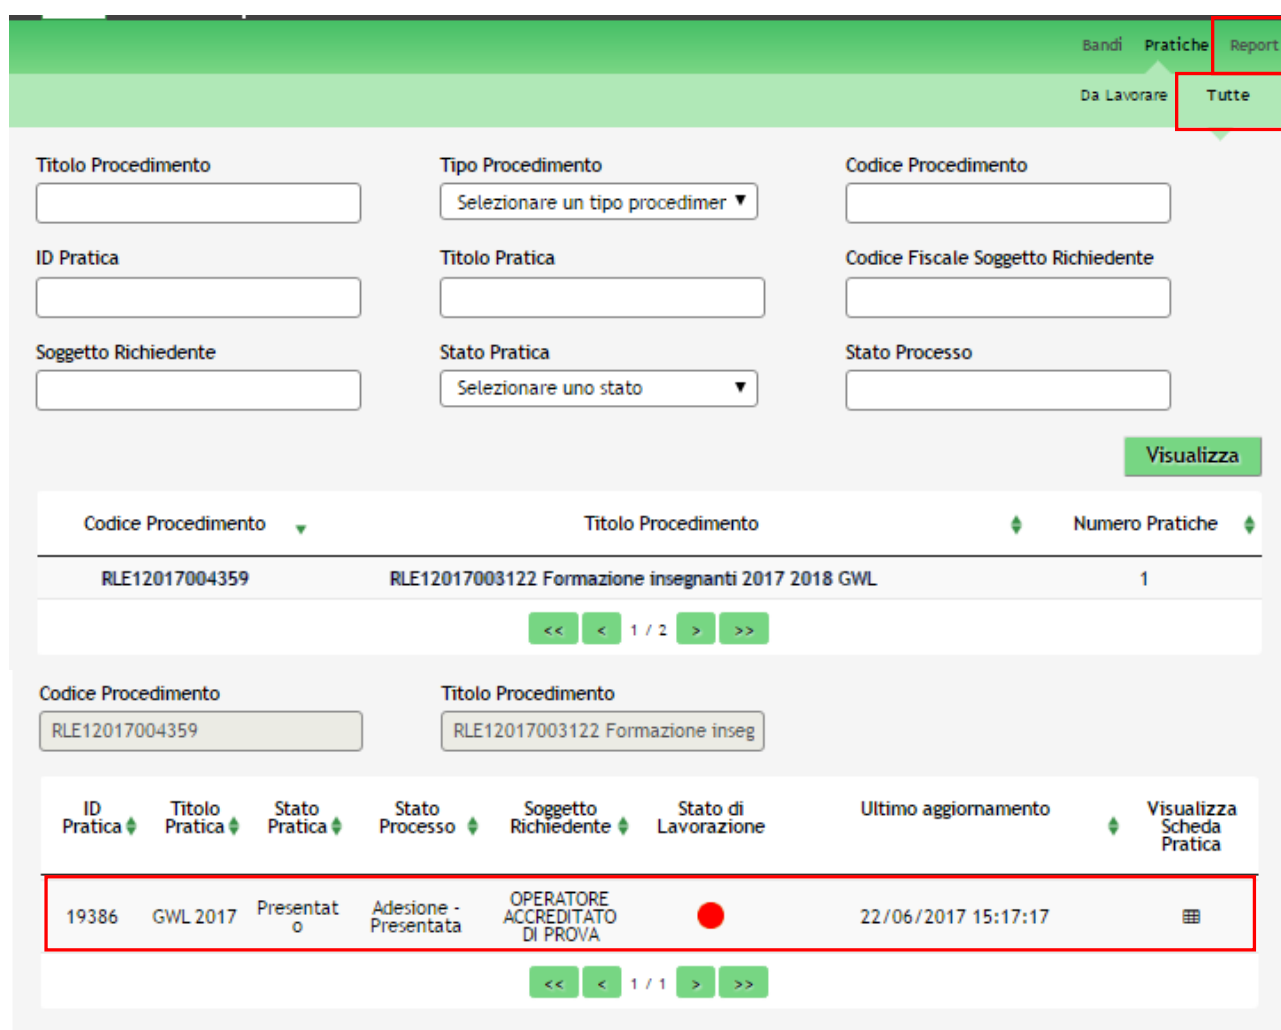 Bandi Pratiche Report
Da Lavorare Tutte
Titolo Procedimento Tipo Procedimento Codice Procedimento
Selezionare un tipo procedimer ▼
ID Pratica Titolo Pratica Codice Fiscale Soggetto Richiedente
Soggetto Richiedente Stato Pratica Stato Processo
Selezionare uno stato ▼
Visualizza
Codice Procedimento Titolo Procedimento Numero Pratiche
RLE12017004359 RLE12017003122 Formazione insegnanti 2017 2018 GWL 1
<< < 1 / 2 > >>
Codice Procedimento Titolo Procedimento
RLE12017004359 RLE12017003122 Formazione inseg
ID Titolo Stato Stato Soggetto Stato di Ultimo aggiornamento Visualizza
Pratica Pratica Pratica Processo Richiedente Lavorazione Scheda
Pratica
19386 GWL 2017 Presentat Adesione - OPERATORE 22/06/2017 15:17:17
o Presentata ACCREDITATO
DI PROVA
<< < 1 / 1 > >>